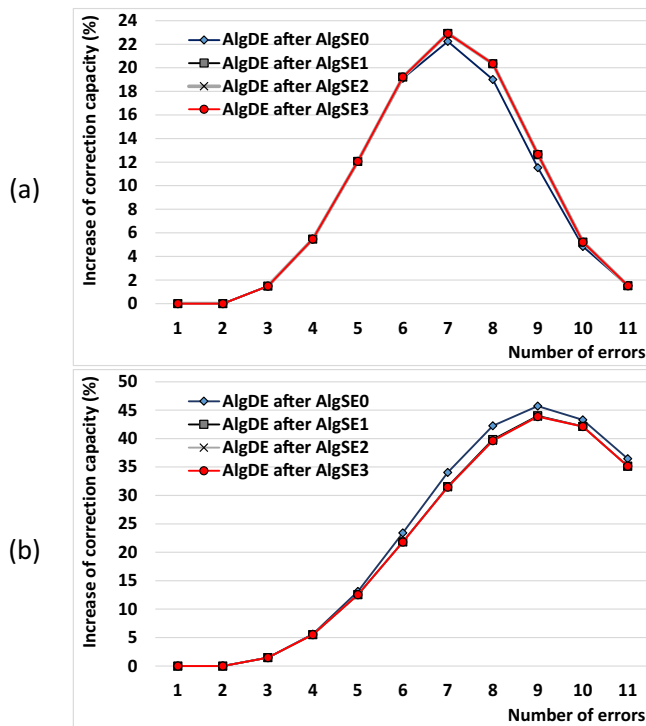 (a)
Increase of correction capacity (%)
24
22
20
18
16
14
12
10
8
6
4
2
0
AlgDE after AlgSE0
AlgDE after AlgSE1
AlgDE after AlgSE2
AlgDE after AlgSE3
1 2 3 4 5 6 7 8 9 10 11
Number of errors
(b)
Increase of correction capacity (%)
50
45
40
35
30
25
20
15
10
5
0
AlgDE after AlgSE0
AlgDE after AlgSE1
AlgDE after AlgSE2
AlgDE after AlgSE3
1 2 3 4 5 6 7 8 9 10 11
Number of errors